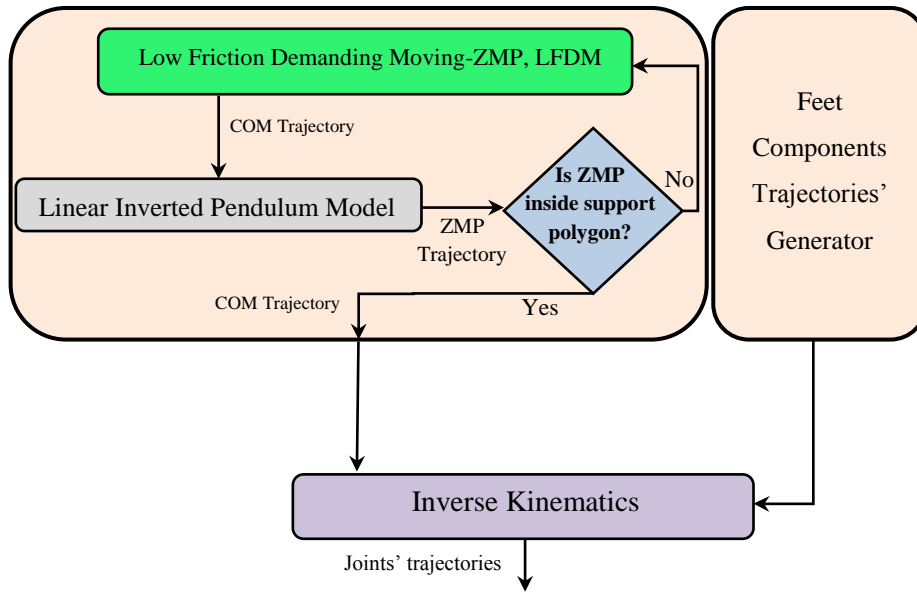 Low Friction Demanding Moving-ZMP, LFDM
COM Trajectory
Linear Inverted Pendulum Model
ZMP
Trajectory
Is ZMP
inside support
polygon?
No
Yes
COM Trajectory
Feet
Components
Trajectories’
Generator
Inverse Kinematics
Joints’ trajectories